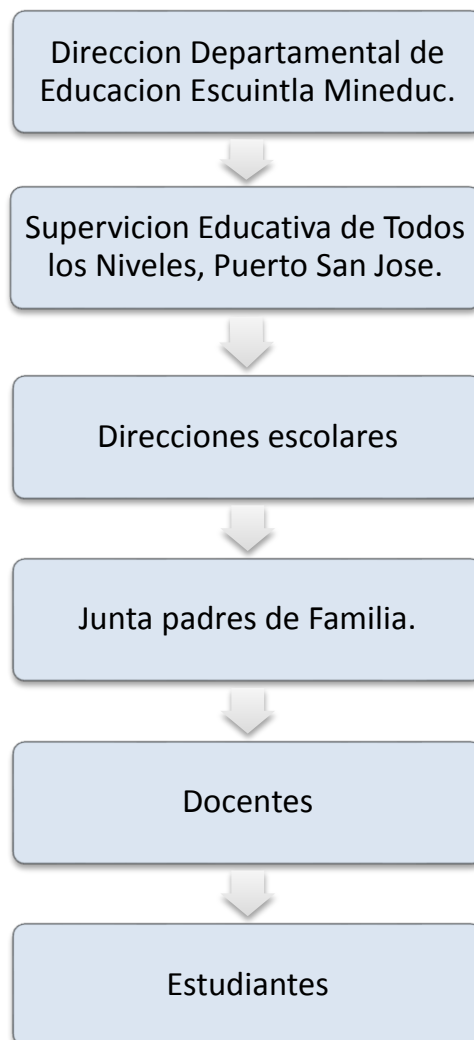 Direccion Departamental de
Educacion Escuintla Mineduc.
Supervicion Educativa de Todos
los Niveles, Puerto San Jose.
Direcciones escolares
Junta padres de Familia.
Docentes
Estudiantes